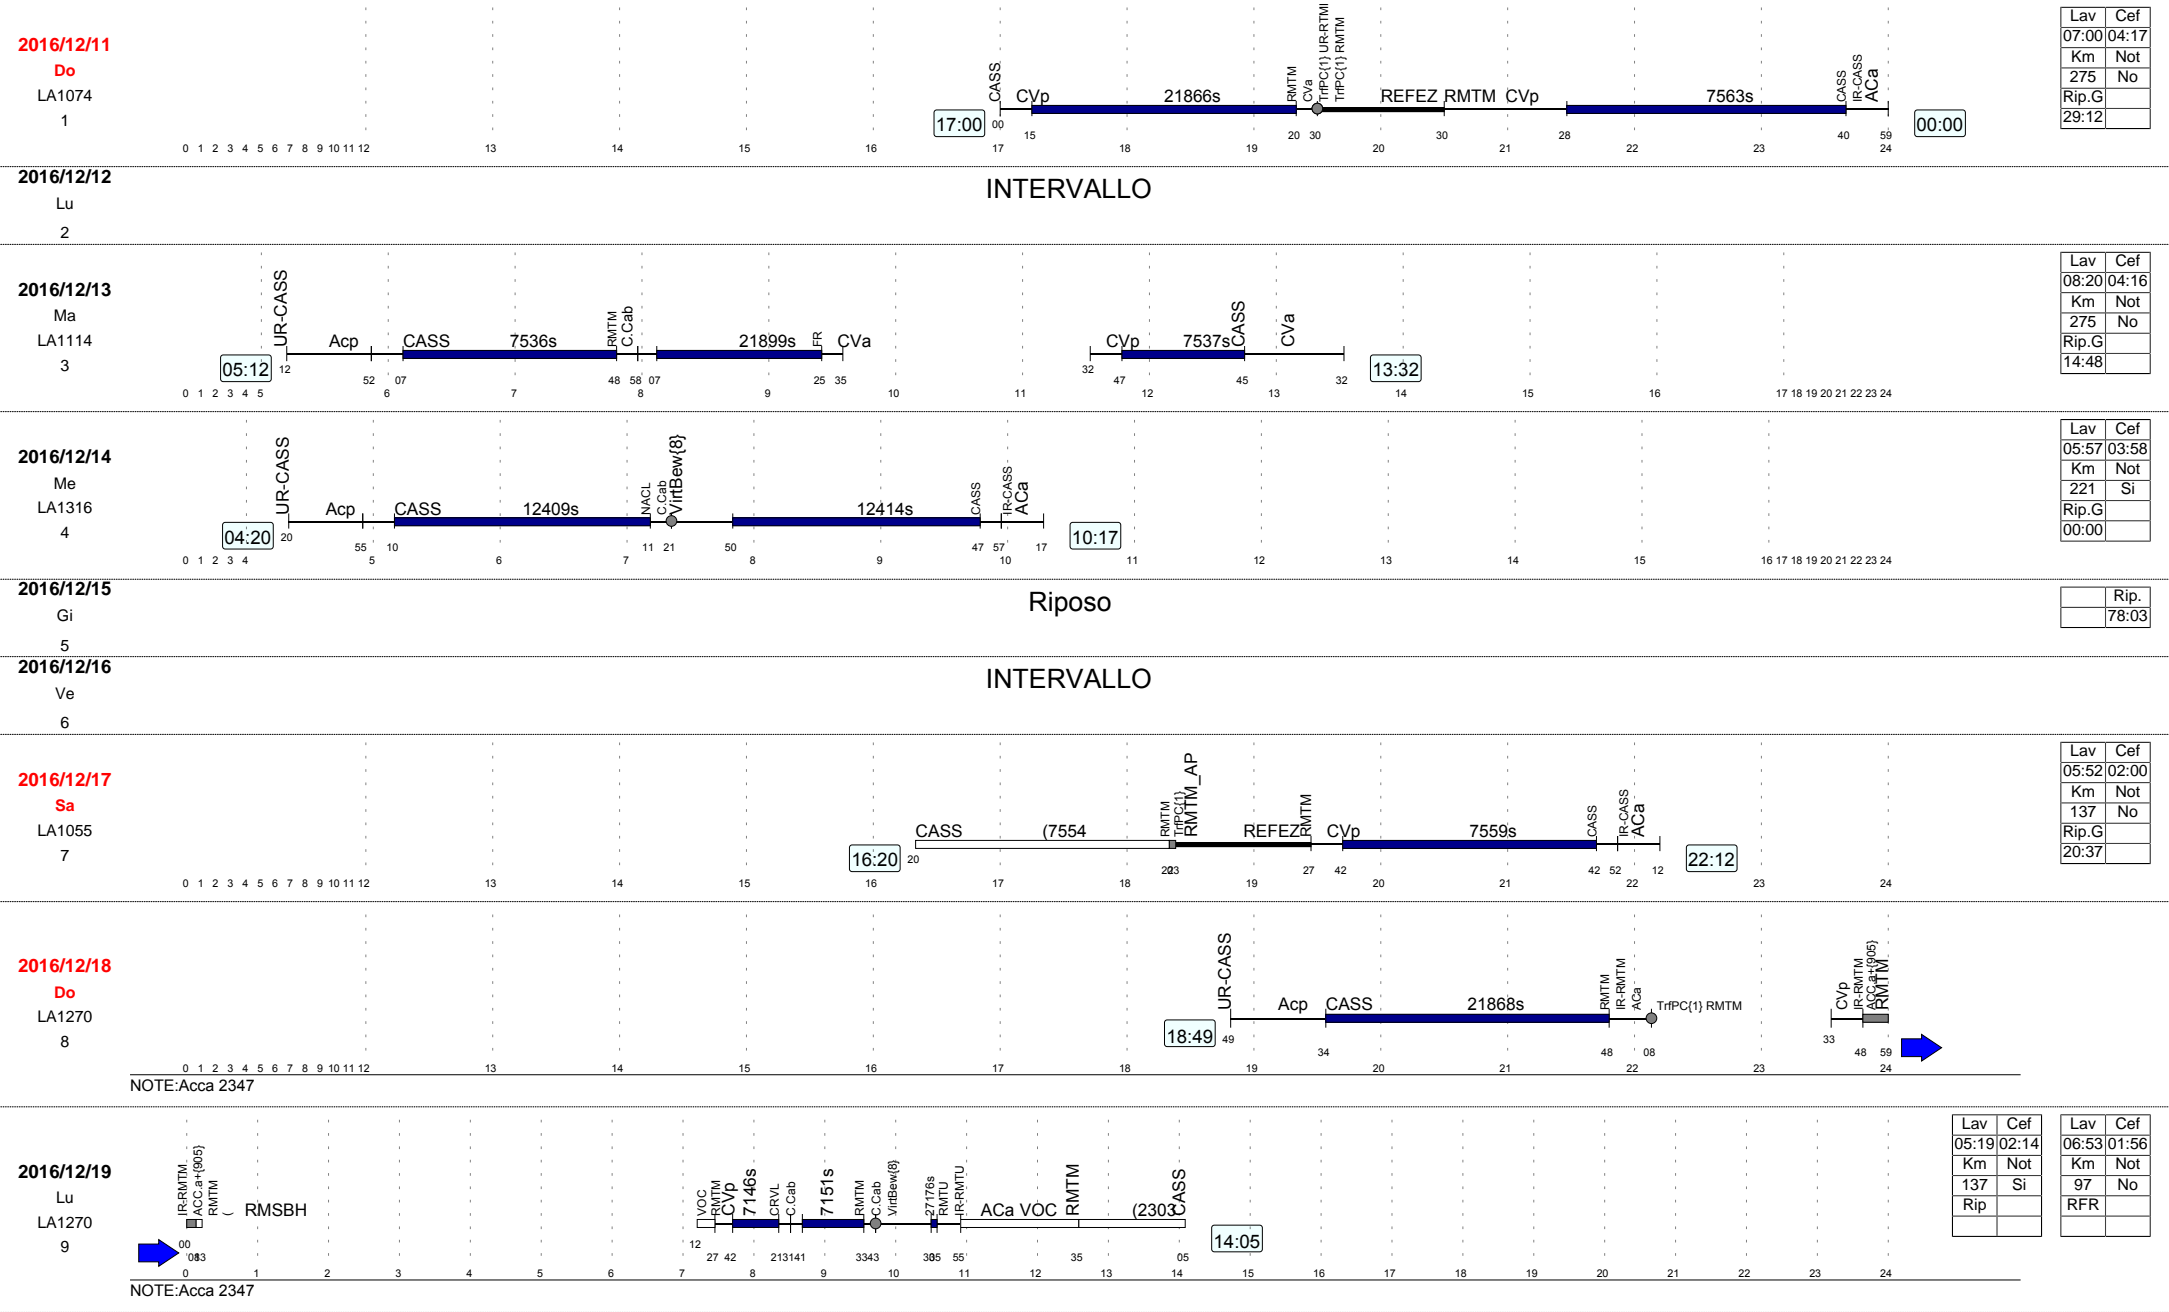 2016/12/11
Do
LA1074
1
17:00
CASS CVp 21866s RMTM CVa TrfPC{1} UR-RTMI TrfPC{1} RMTM REFEZ RMTM CVp 7563s CASS IR-CASS ACa
00 15 20 30 30 28 40 59
00:00
0 1 2 3 4 5 6 7 8 9 10 11 12 13 14 15 16 17 18 19 20 21 22 23 24
Lav Cef
07:00 04:17
Km Not
275 No
Rip.G
29:12
2016/12/12
Lu
2
INTERVALLO
2016/12/13
Ma
LA1114
3
05:12
UR-CASS Acp CASS 7536s RMTM C.Cab 21899s FR CVa CVp 7537s CASS CVa
12 52 07 48 58 07 25 35 32 47 45 32
13:32
0 1 2 3 4 5 6 7 8 9 10 11 12 13 14 15 16 17 18 19 20 21 22 23 24
Lav Cef
08:20 04:16
Km Not
275 No
Rip.G
14:48
2016/12/14
Me
LA1316
4
04:20
UR-CASS Acp CASS 12409s NACL C.Cab VirtBew{8} 12414s CASS IR-CASS ACa
20 55 10 11 21 50 47 57 17
10:17
0 1 2 3 4 5 6 7 8 9 10 11 12 13 14 15 16 17 18 19 20 21 22 23 24
Lav Cef
05:57 03:58
Km Not
221 Si
Rip.G
00:00
2016/12/15
Gi
5
Riposo
Rip.
78:03
2016/12/16
Ve
6
INTERVALLO
2016/12/17
Sa
LA1055
7
16:20
CASS (7554 RMTM TrfPC{1} RMTM_AP REFEZ RMTM CVp 7559s CASS IR-CASS ACa
20 20 23 27 42 42 52 12
22:12
0 1 2 3 4 5 6 7 8 9 10 11 12 13 14 15 16 17 18 19 20 21 22 23 24
Lav Cef
05:52 02:00
Km Not
137 No
Rip.G
20:37
2016/12/18
Do
LA1270
8
18:49
UR-CASS Acp CASS 21868s RMTM IR-RMTM ACa TrfPC{1} RMTM CVp IR-RMTM ACC.a+{905} RMTM
49 34 48 08 33 48 59
0 1 2 3 4 5 6 7 8 9 10 11 12 13 14 15 16 17 18 19 20 21 22 23 24
NOTE:Acca 2347
2016/12/19
Lu
LA1270
9
IR-RMTM ACC.a+{905} RMTM ( RMSBH VOC RMTM CVp 7146s CRVL C.Cab 7151s RMTM C.Cab VirtBew{8} 27176s RMTU IR-RMTU ACa VOC RMTM (2303 CASS
00 08 13 12 27 42 21 31 41 33 43 30 35 55 35 05
14:05
0 1 2 3 4 5 6 7 8 9 10 11 12 13 14 15 16 17 18 19 20 21 22 23 24
Lav Cef
05:19 02:14
Km Not
137 Si
Rip
Lav Cef
06:53 01:56
Km Not
97 No
RFR
NOTE:Acca 2347